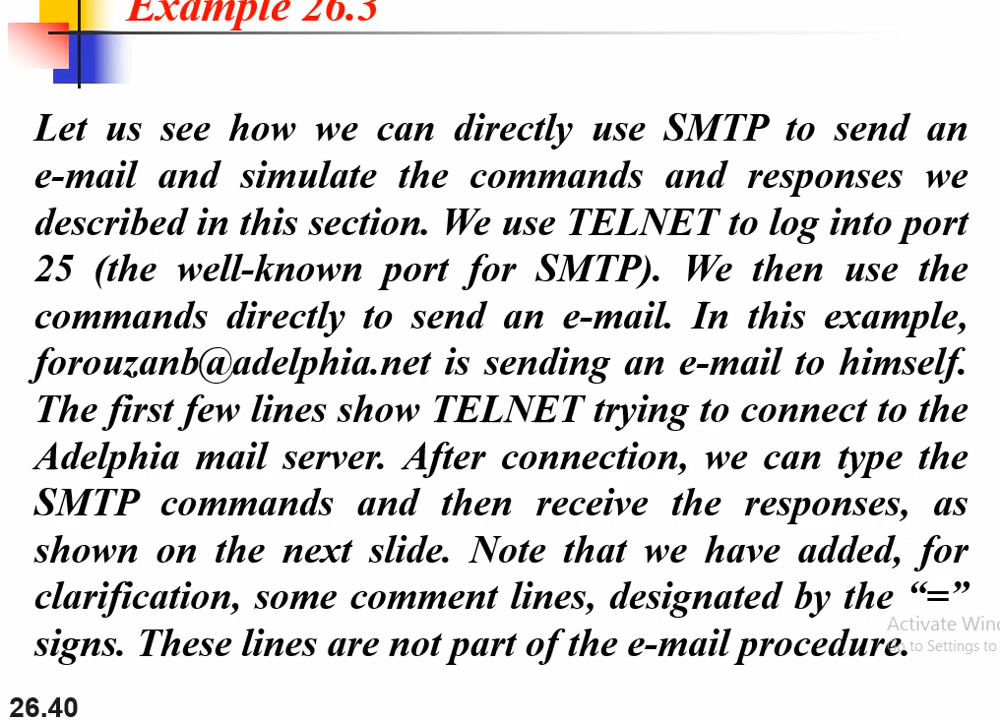 Example 26.3
Let us see how we can directly use SMTP to send an
e-mail and simulate the commands and responses we
described in this section. We use TELNET to log into port
25 (the well-known port for SMTP). We then use the
commands directly to send an e-mail. In this example,
forouzanb@adelphia.net is sending an e-mail to himself.
The first few lines show TELNET trying to connect to the
Adelphia mail server. After connection, we can type the
SMTP commands and then receive the responses, as
shown on the next slide. Note that we have added, for
clarification, some comment lines, designated by the “=”
signs. These lines are not part of the e-mail procedure.
Activate
to Settings to
26.40